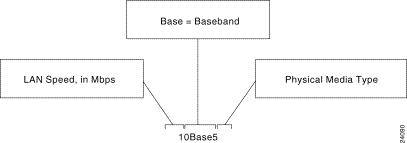 Base = Baseband
LAN Speed, in Mbps
Physical Media Type
10Base5
24090